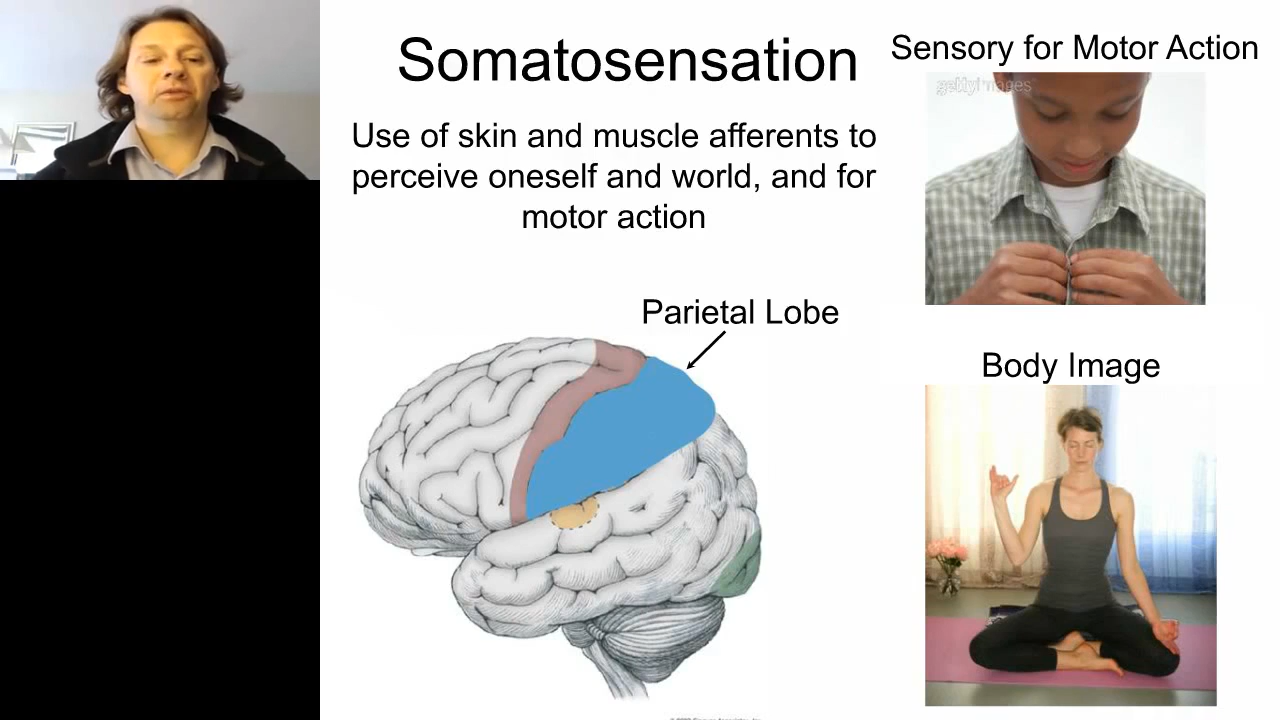 Somatosensation
Use of skin and muscle afferents to
perceive oneself and world, and for
motor action
Parietal Lobe
Sensory for Motor Action
gettyimages
Body Image